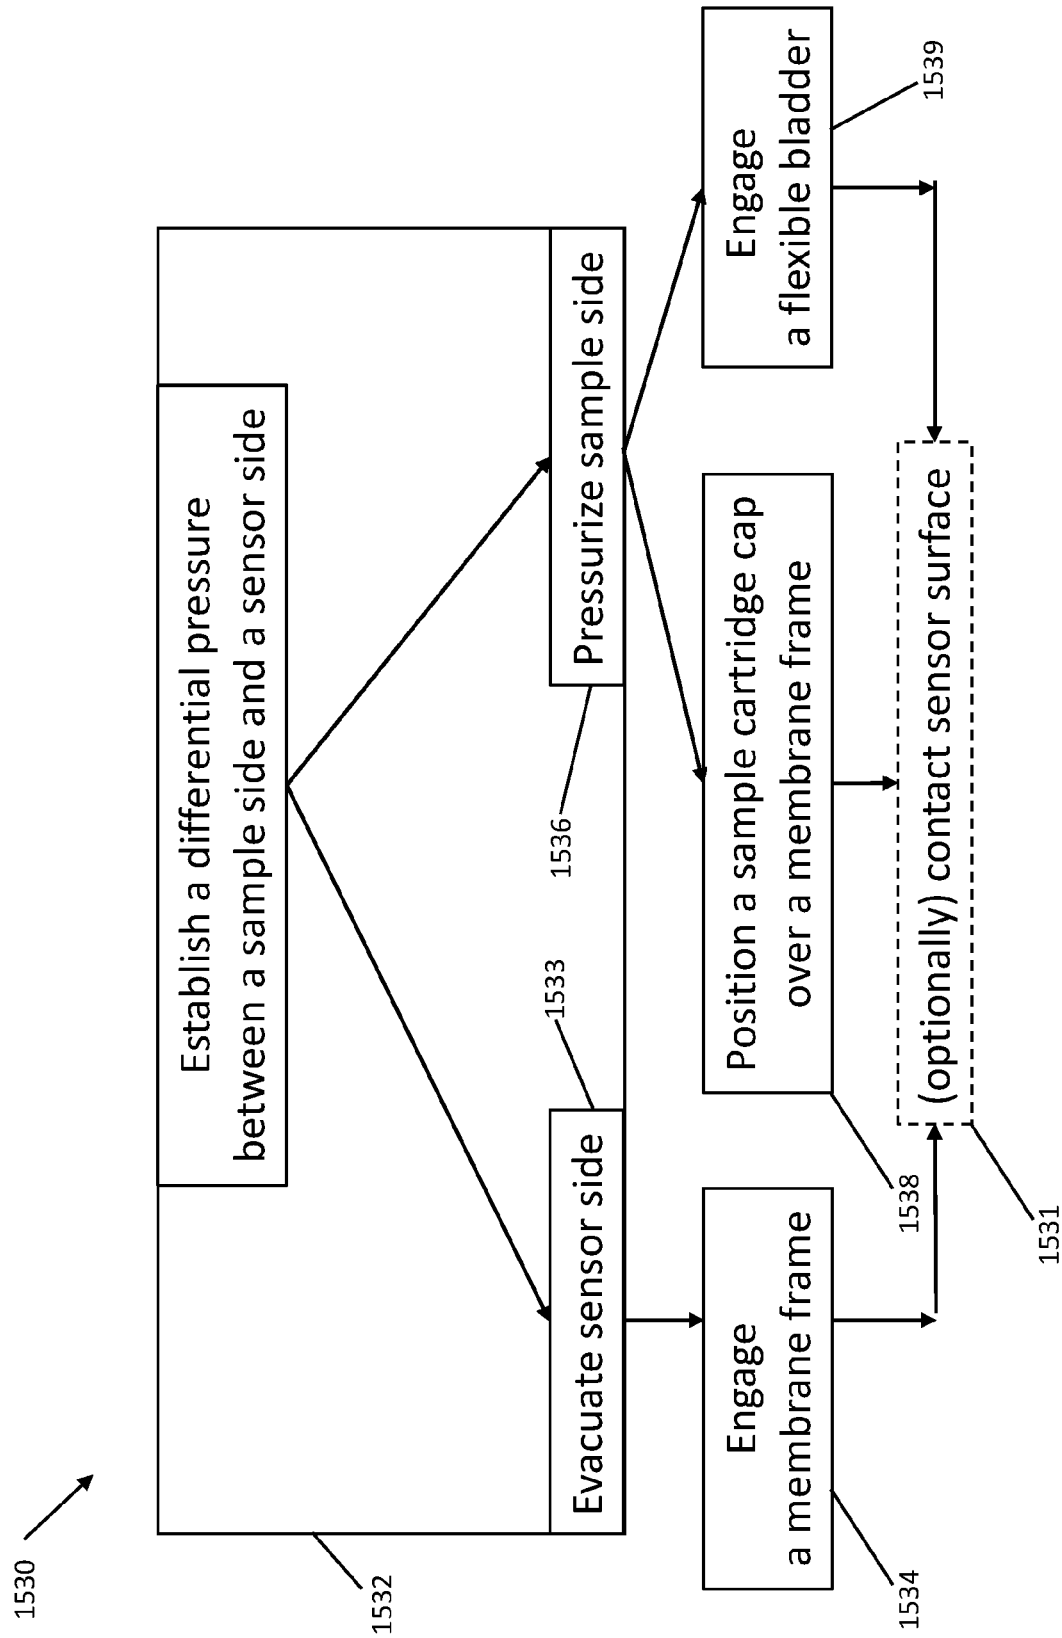 1530
1532
Establish a differential pressure
between a sample side and a sensor side
Evacuate sensor side
1533
Pressurize sample side
1536
Engage
a membrane frame
1534
Position a sample cartridge cap
over a membrane frame
1538
Engage
a flexible bladder
1539
(optionally) contact sensor surface
1531